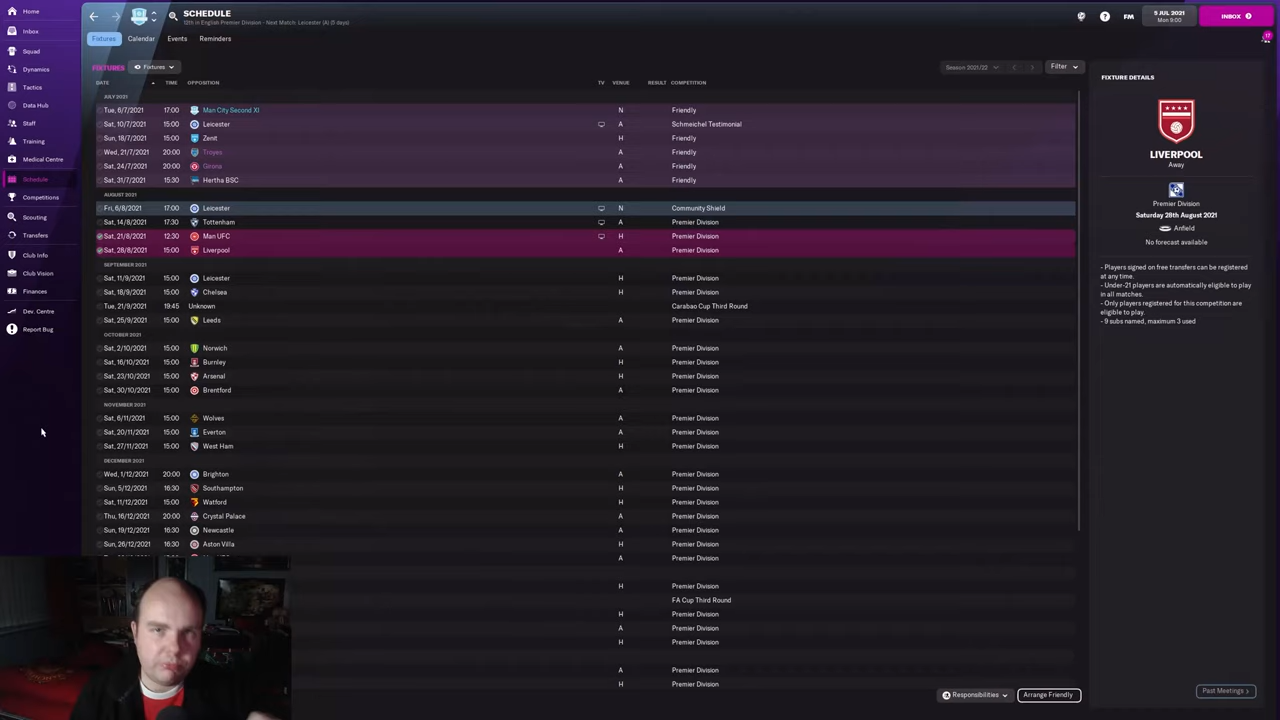 Home
Inbox
Squad
Dynamics
Tactics
Data Hub
Staff
Training
Medical Centre
Schedule
Competitions
Scouting
Transfers
Club Info
Club Vision
Finances
Dev. Centre
Report Bug
SCHEDULE
12th in English Premier Division - Next Match: Leicester (A) (5 days)
FM
5 JUL 2021
Mon 9:00
INBOX
17
Fixtures Calendar Events Reminders
FIXTURES Fixtures Season 2021/22 Filter
DATE TIME OPPOSITION TV VENUE RESULT COMPETITION
JULY 2021
Tue, 6/7/2021 17:00 Man City Second XI N Friendly
Sat, 10/7/2021 17:00 Leicester A Schmeichel Testimonial
Sun, 18/7/2021 15:00 Zenit H Friendly
Wed, 21/7/2021 20:00 Troyes A Friendly
Sat, 24/7/2021 20:00 Girona A Friendly
Sat, 31/7/2021 15:30 Hertha BSC A Friendly
AUGUST 2021
Fri, 6/8/2021 17:00 Leicester N Community Shield
Sat, 14/8/2021 17:30 Tottenham A Premier Division
Sat, 21/8/2021 12:30 Man UFC H Premier Division
Sat, 28/8/2021 15:00 Liverpool A Premier Division
SEPTEMBER 2021
Sat, 11/9/2021 15:00 Leicester H Premier Division
Sat, 18/9/2021 15:00 Chelsea H Premier Division
Tue, 21/9/2021 19:45 Unknown Carabao Cup Third Round
Sat, 25/9/2021 15:00 Leeds A Premier Division
OCTOBER 2021
Sat, 2/10/2021 15:00 Norwich A Premier Division
Sat, 16/10/2021 15:00 Burnley H Premier Division
Sat, 23/10/2021 15:00 Arsenal H Premier Division
Sat, 30/10/2021 15:00 Brentford A Premier Division
NOVEMBER 2021
Sat, 6/11/2021 15:00 Wolves A Premier Division
Sat, 20/11/2021 15:00 Everton A Premier Division
Sat, 27/11/2021 15:00 West Ham H Premier Division
DECEMBER 2021
Wed, 1/12/2021 20:00 Brighton A Premier Division
Sun, 5/12/2021 16:30 Southampton H Premier Division
Sat, 11/12/2021 15:00 Watford H Premier Division
Thu, 16/12/2021 20:00 Crystal Palace A Premier Division
Sun, 19/12/2021 16:30 Newcastle A Premier Division
Sun, 26/12/2021 16:30 Aston Villa H Premier Division
A Premier Division
H Premier Division
FA Cup Third Round
H Premier Division
A Premier Division
H Premier Division
A Premier Division
H Premier Division
Responsibilities Arrange Friendly
FIXTURE DETAILS
LIVERPOOL
Away
Premier Division
Saturday 28th August 2021
Anfield
No forecast available
- Players signed on free transfers can be registered
at any time.
- Under-21 players are automatically eligible to play
in all matches.
- Only players registered for this competition are
eligible to play.
- 9 subs named, maximum 3 used
Past Meetings >